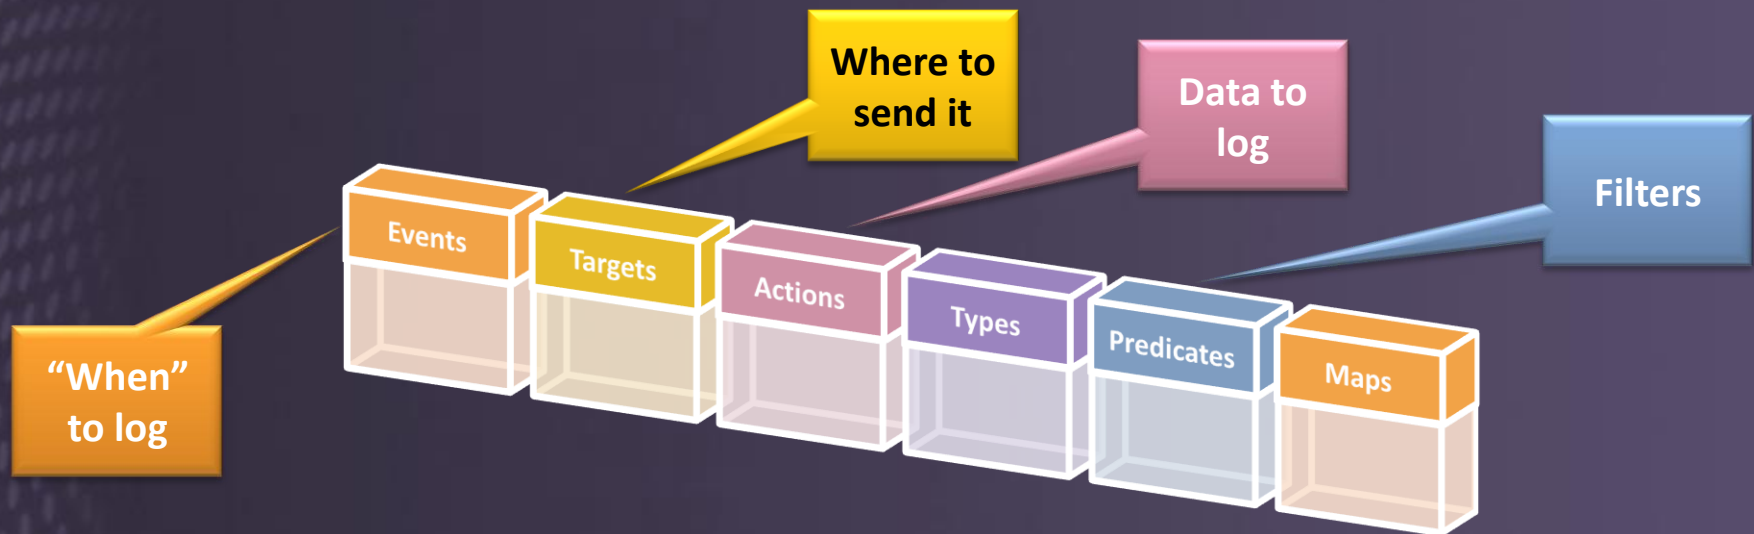 Where to
send it
Data to
log
Filters
Events
Targets
Actions
Types
Predicates
Maps
“When”
to log